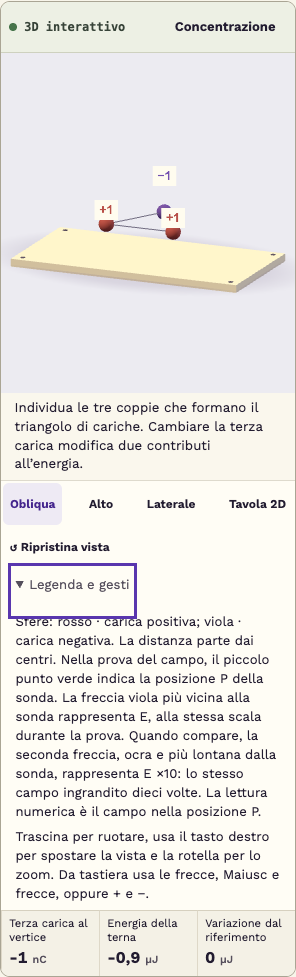 3D interattivo
Concentrazione
−1
+1
+1
Individua le tre coppie che formano il
triangolo di cariche. Cambiare la terza
carica modifica due contributi
all’energia.
Obliqua
Alto
Laterale
Tavola 2D
↺ Ripristina vista
▼ Legenda e gesti
Sfere: rosso · carica positiva; viola ·
carica negativa. La distanza parte dai
centri. Nella prova del campo, il piccolo
punto verde indica la posizione P della
sonda. La freccia viola più vicina alla
sonda rappresenta E, alla stessa scala
durante la prova. Quando compare, la
seconda freccia, ocra e più lontana dalla
sonda, rappresenta E ×10: lo stesso
campo ingrandito dieci volte. La lettura
numerica è il campo nella posizione P.
Trascina per ruotare, usa il tasto destro
per spostare la vista e la rotella per lo
zoom. Da tastiera usa le frecce, Maiusc e
frecce, oppure + e −.
Terza carica al
vertice
−1 nC
Energia della
terna
−0,9 μJ
Variazione dal
riferimento
0 μJ